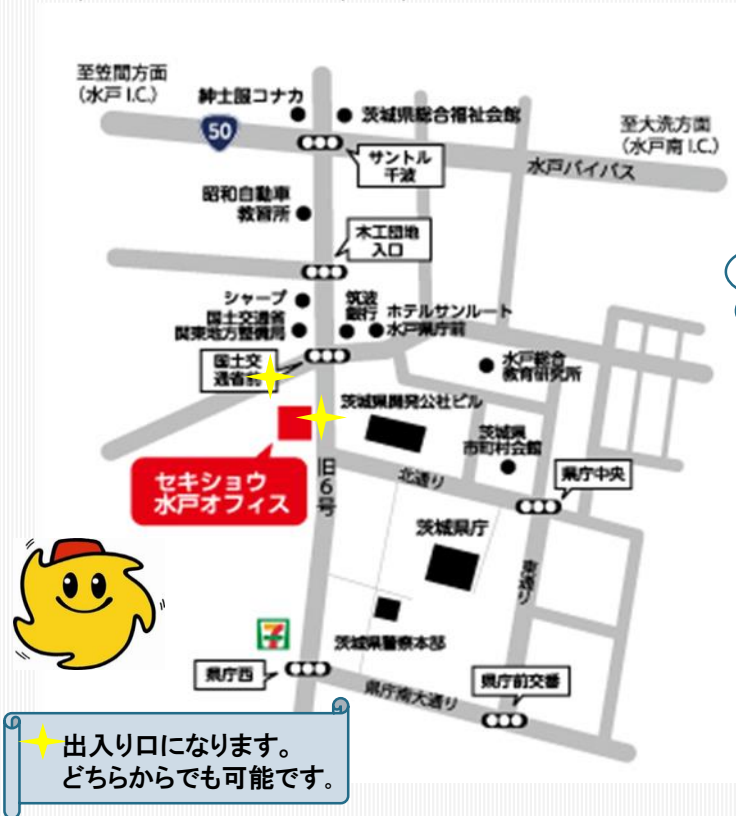 至笠間方面
(水戸 I.C.)
紳士服コナカ
茨城県総合福祉会館
50
至大洗方面
(水戸南 I.C.)
サントル
千波
水戸バイパス
昭和自動車
教習所
木工団地
入口
シャープ
国土交通省
関東地方整備局
筑波
銀行
ホテルサンルート
水戸県庁前
国土交
通省前
水戸総合
教育研究所
茨城県開発公社ビル
茨城県
市町村会館
セキショウ
水戸オフィス
旧6号
北通り
県庁中央
茨城県庁
東通り
7
茨城県警察本部
県庁西
県庁南大通り
県庁前交番
出入り口になります。
どちらからでも可能です。